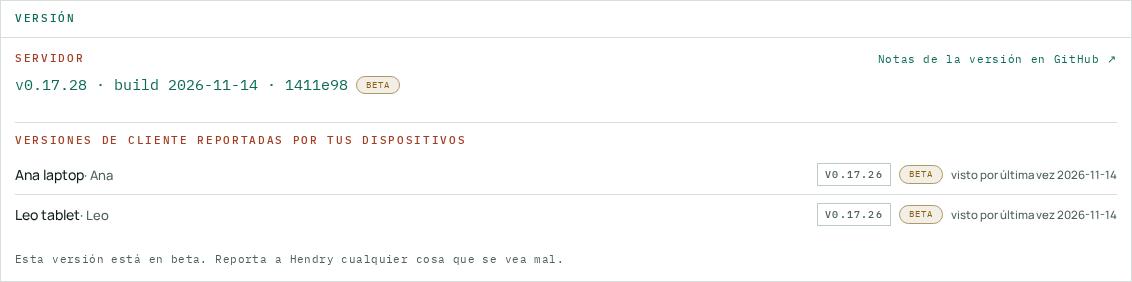 VERSIÓN
SERVIDOR
Notas de la versión en GitHub ↗
v0.17.28 · build 2026-11-14 · 1411e98 BETA
VERSIONES DE CLIENTE REPORTADAS POR TUS DISPOSITIVOS
Ana laptop · Ana V0.17.26 BETA visto por última vez 2026-11-14
Leo tablet · Leo V0.17.26 BETA visto por última vez 2026-11-14
Esta versión está en beta. Reporta a Hendry cualquier cosa que se vea mal.